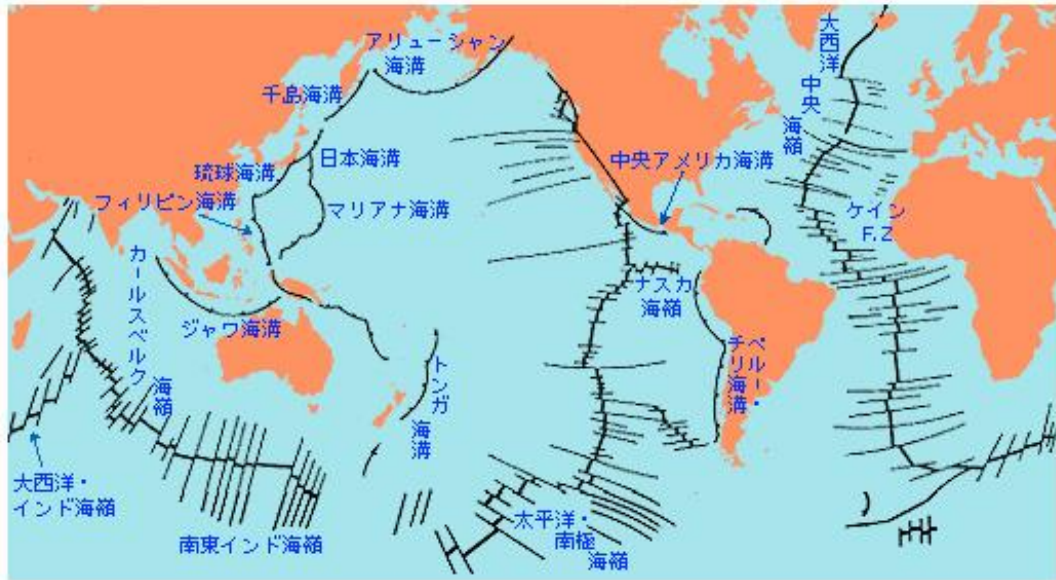 アリューシャン
海溝
千島海溝
日本海溝
琉球海溝
フィリピン海溝
マリアナ海溝
カールスベルク
海嶺
ジャワ海溝
トンガ
海溝
大西洋・
インド海嶺
南東インド海嶺
太平洋・
南極
海嶺
中央アメリカ海溝
ナスカ
海嶺
ペルー・
チリ海溝
大西洋
中央
海嶺
ケイン
F.Z